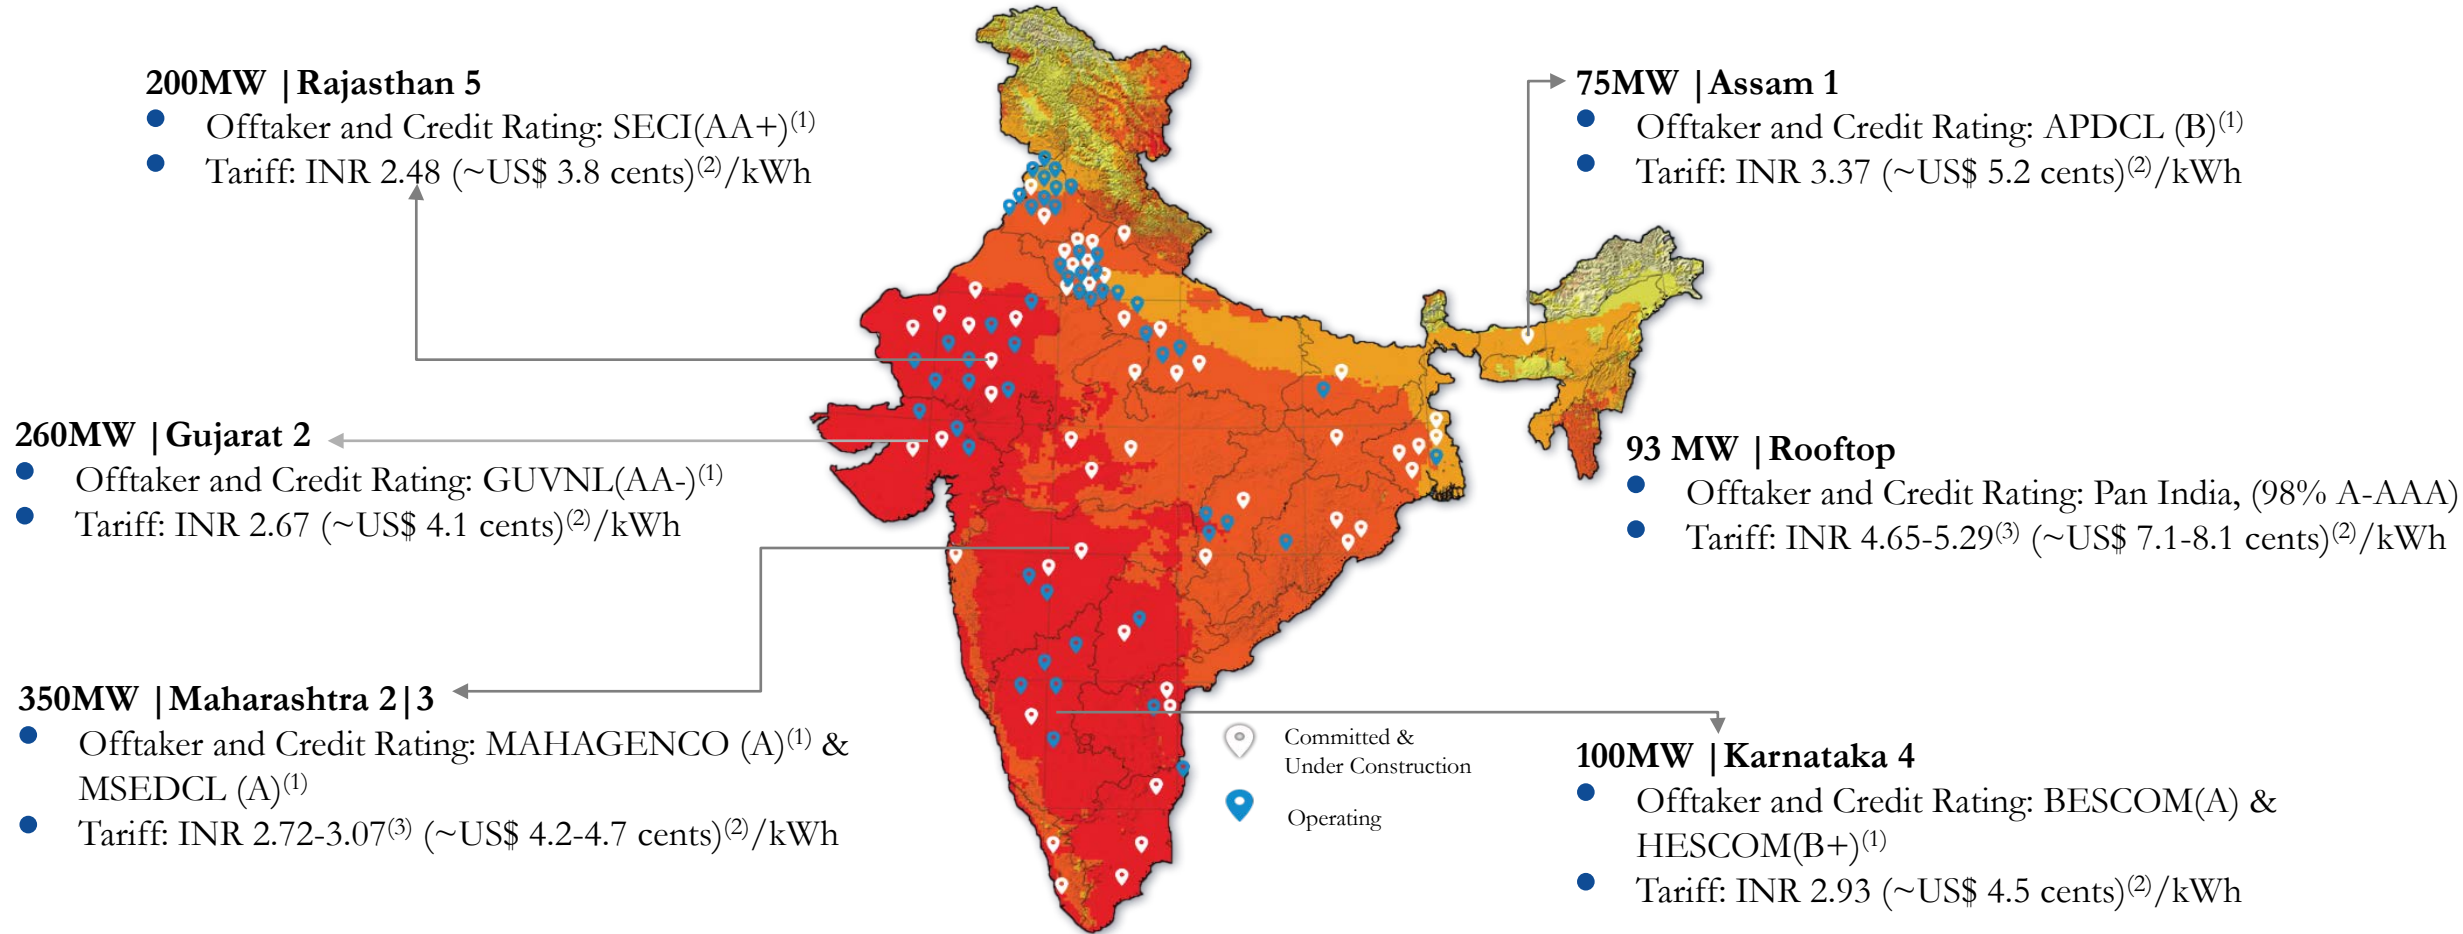 200MW |Rajasthan 5
● Offtaker and Credit Rating: SECI(AA+)(1)
● Tariff: INR 2.48 (~US$ 3.8 cents)(2)/kWh
75MW |Assam 1
● Offtaker and Credit Rating: APDCL (B)(1)
● Tariff: INR 3.37 (~US$ 5.2 cents)(2)/kWh
260MW |Gujarat 2
● Offtaker and Credit Rating: GUVNL(AA-)(1)
● Tariff: INR 2.67 (~US$ 4.1 cents)(2)/kWh
93 MW |Rooftop
● Offtaker and Credit Rating: Pan India, (98% A-AAA)
● Tariff: INR 4.65-5.29(3) (~US$ 7.1-8.1 cents)(2)/kWh
350MW |Maharashtra 2|3
● Offtaker and Credit Rating: MAHAGENCO (A)(1) &
MSEDCL (A)(1)
● Tariff: INR 2.72-3.07(3) (~US$ 4.2-4.7 cents)(2)/kWh
Committed &
Under Construction
Operating
100MW |Karnataka 4
● Offtaker and Credit Rating: BESCOM(A) &
HESCOM(B+)(1)
● Tariff: INR 2.93 (~US$ 4.5 cents)(2)/kWh